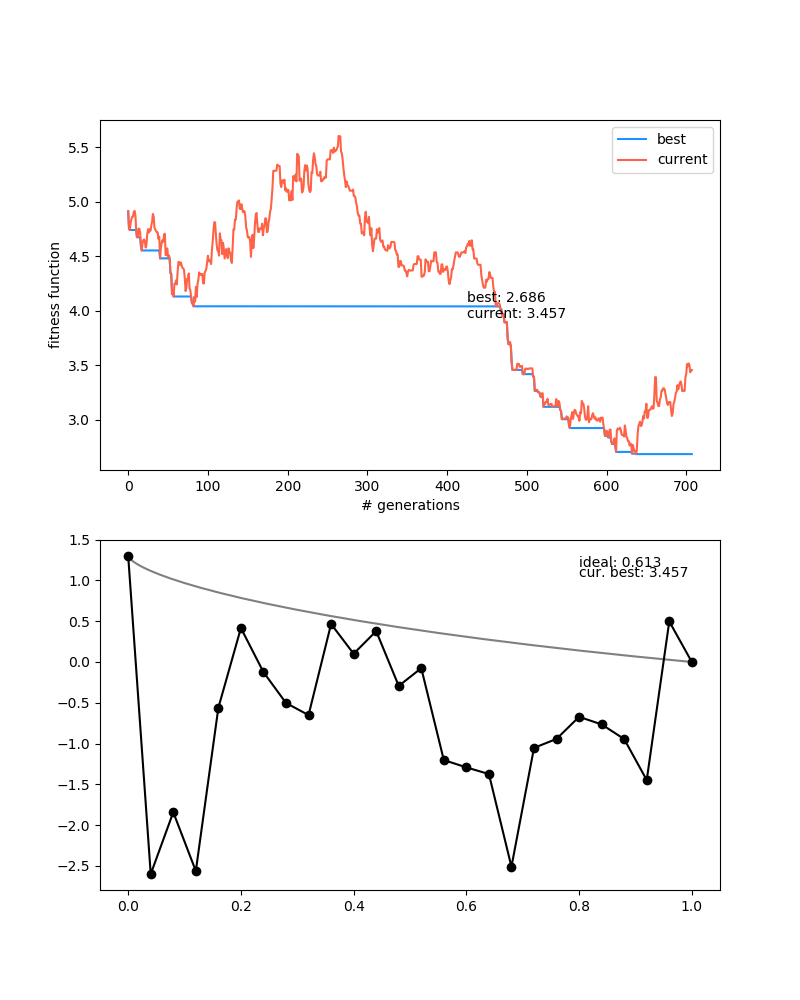 best
current
5.5
5.0
4.5
4.0
3.5
3.0
fitness function
best: 2.686
current: 3.457
0 100 200 300 400 500 600 700
# generations
1.5
1.0
0.5
0.0
−0.5
−1.0
−1.5
−2.0
−2.5
ideal: 0.613
cur. best: 3.457
0.0 0.2 0.4 0.6 0.8 1.0